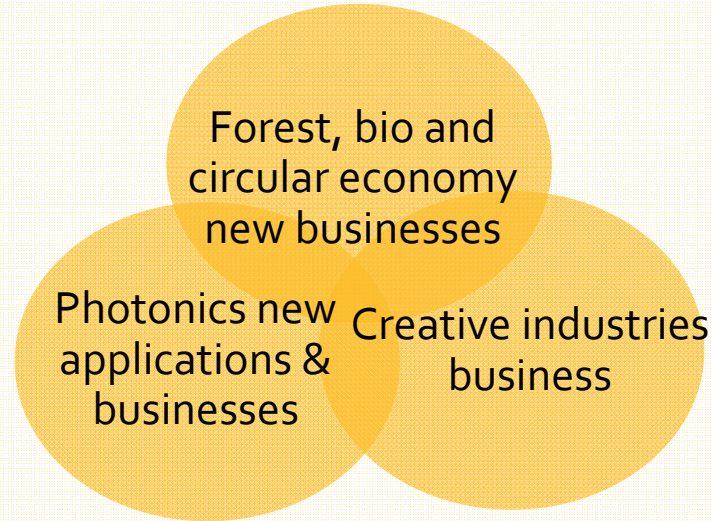 Forest, bio and
circular economy
new businesses
Photonics new
applications &
businesses
Creative industries
business